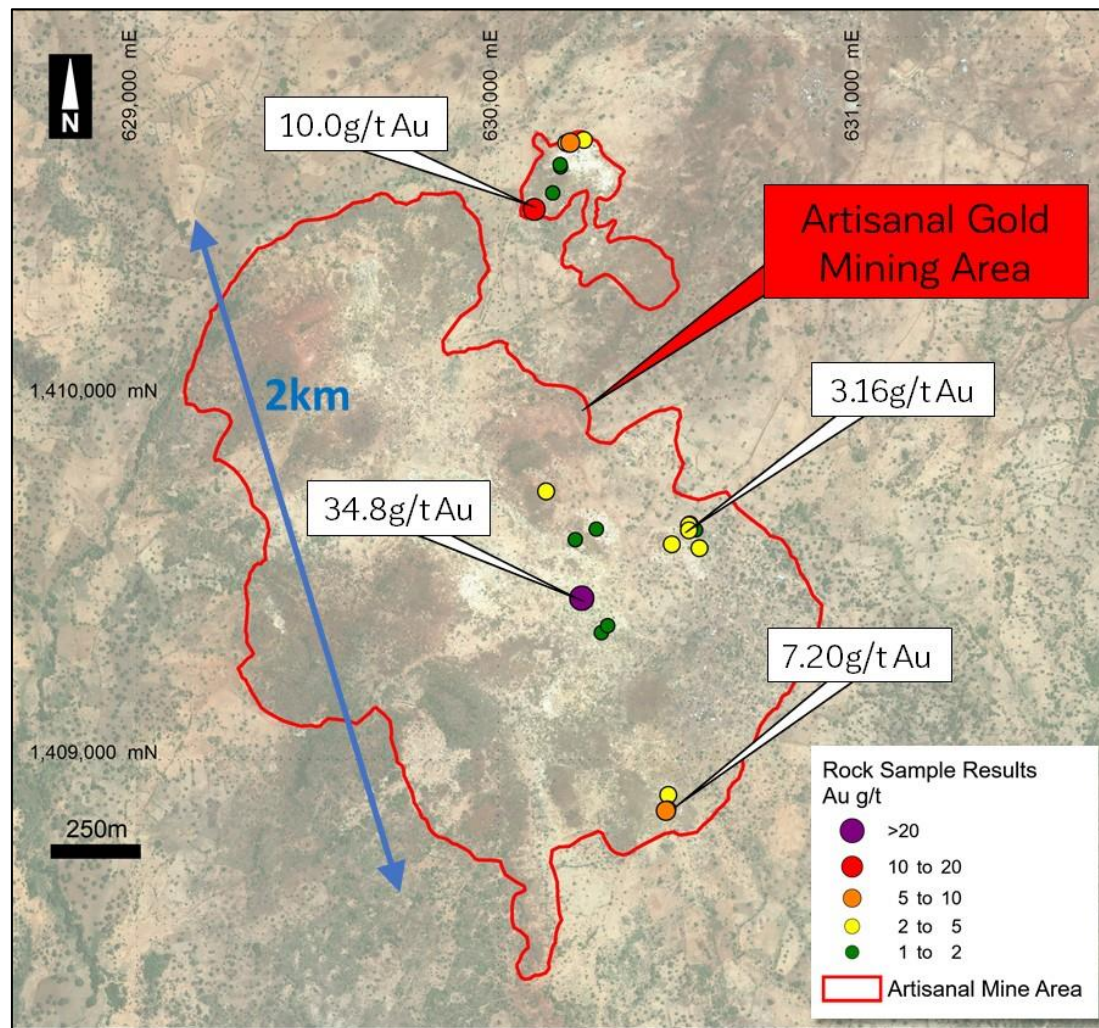 629,000 mE
630,000 mE
631,000 mE
N
10.0g/t Au
Artisanal Gold
Mining Area
1,410,000 mN
2km
3.16g/t Au
34.8g/t Au
7.20g/t Au
1,409,000 mN
250m
Rock Sample Results
Au g/t
>20
10 to 20
5 to 10
2 to 5
1 to 2
Artisanal Mine Area